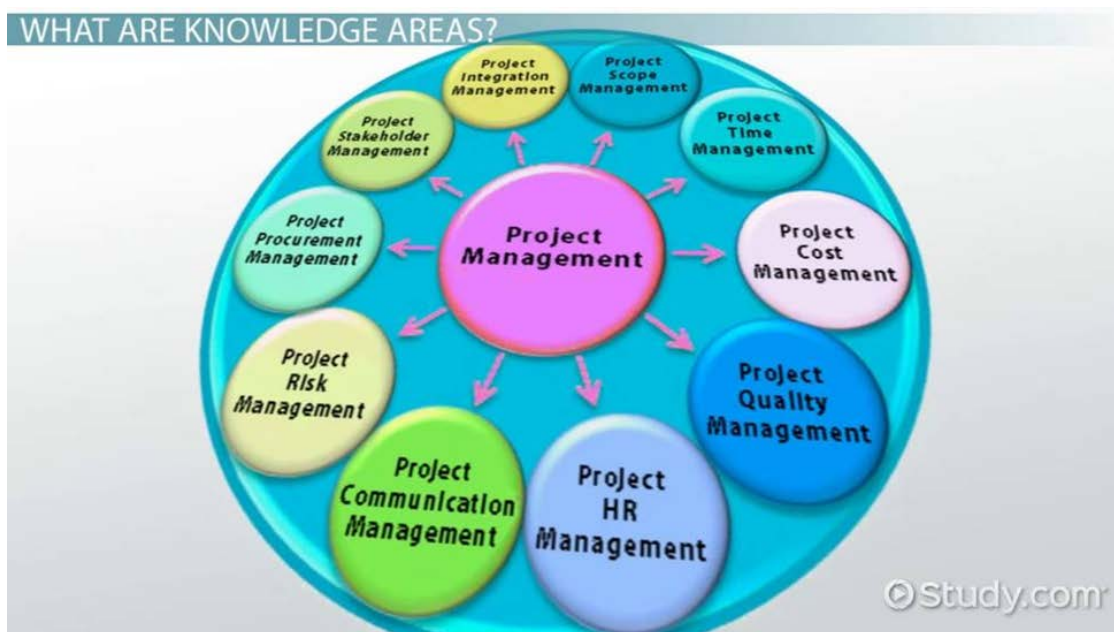 WHAT ARE KNOWLEDGE AREAS?
Project
Integration
Management
Project
Scope
Management
Project
Time
Management
Project
Cost
Management
Project
Quality
Management
Project
HR
Management
Project
Communication
Management
Project
Risk
Management
Project
Procurement
Management
Project
Stakeholder
Management
Project
Management
Study.com